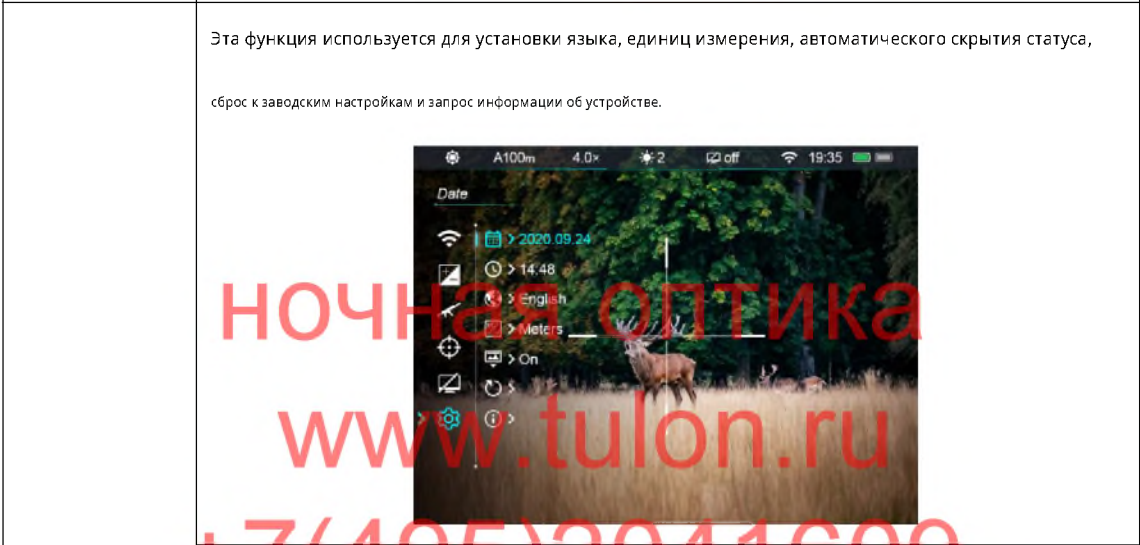 Эта функция используется для установки языка, единиц измерения, автоматического скрытия статуса,
сброс к заводским настройкам и запрос информации об устройстве.
A100m 4.0× 2 off 19:35
Date
> 2020.09.24
> 14.48
> English
> Meters
> On
>
>
ночная оптика
www.tulon.ru